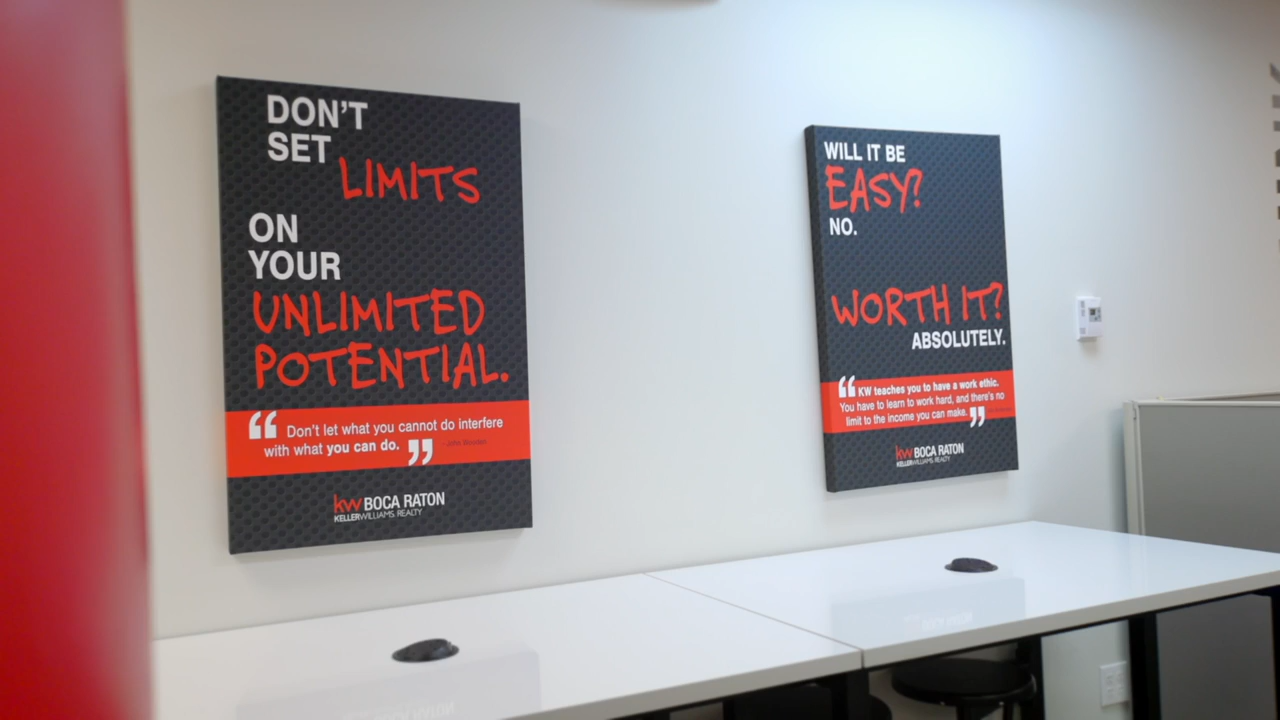 DON'T
SET
LIMITS
ON
YOUR
UNLIMITED
POTENTIAL.
“ Don't let what you cannot do interfere
with what you can do. ” - John Wooden
kw BOCA RATON
KELLERWILLIAMS. REALTY
WILL IT BE
EASY?
NO.
WORTH IT?
ABSOLUTELY.
“ KW teaches you to have a work ethic.
You have to learn to work hard, and there's no
limit to the income you can make. ”
kw BOCA RATON
KELLERWILLIAMS. REALTY